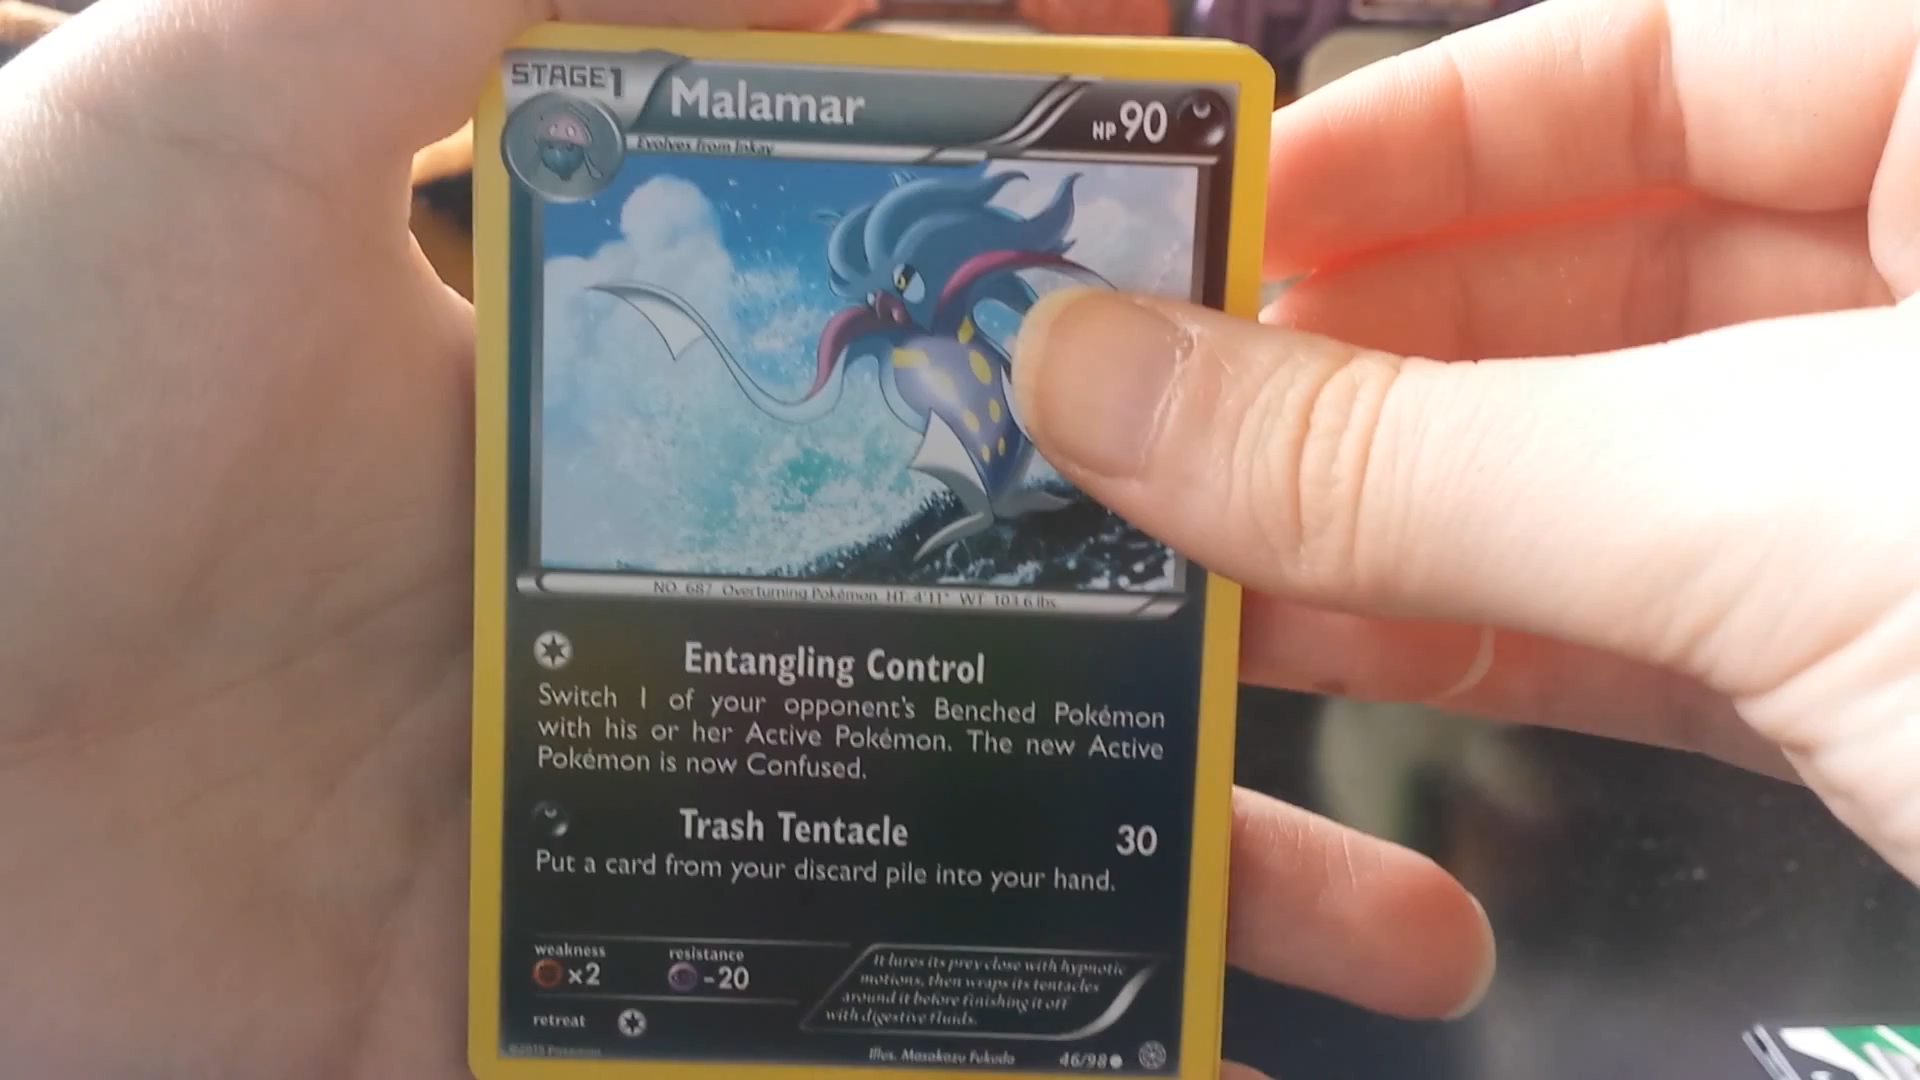 STAGE1
Malamar
HP 90
Evolves from Inkay
NO. 687 Overturning Pokémon HT: 4'11" WT: 103.6 lbs.
Entangling Control
Switch 1 of your opponent's Benched Pokémon
with his or her Active Pokémon. The new Active
Pokémon is now Confused.
Trash Tentacle 30
Put a card from your discard pile into your hand.
weakness resistance
×2 -20
It lures its prey close with hypnotic
motions, then wraps its tentacles
around it before finishing it off
with digestive fluids.
retreat
©2015 Pokémon
Illus. Masakazu Fukuda 46/98